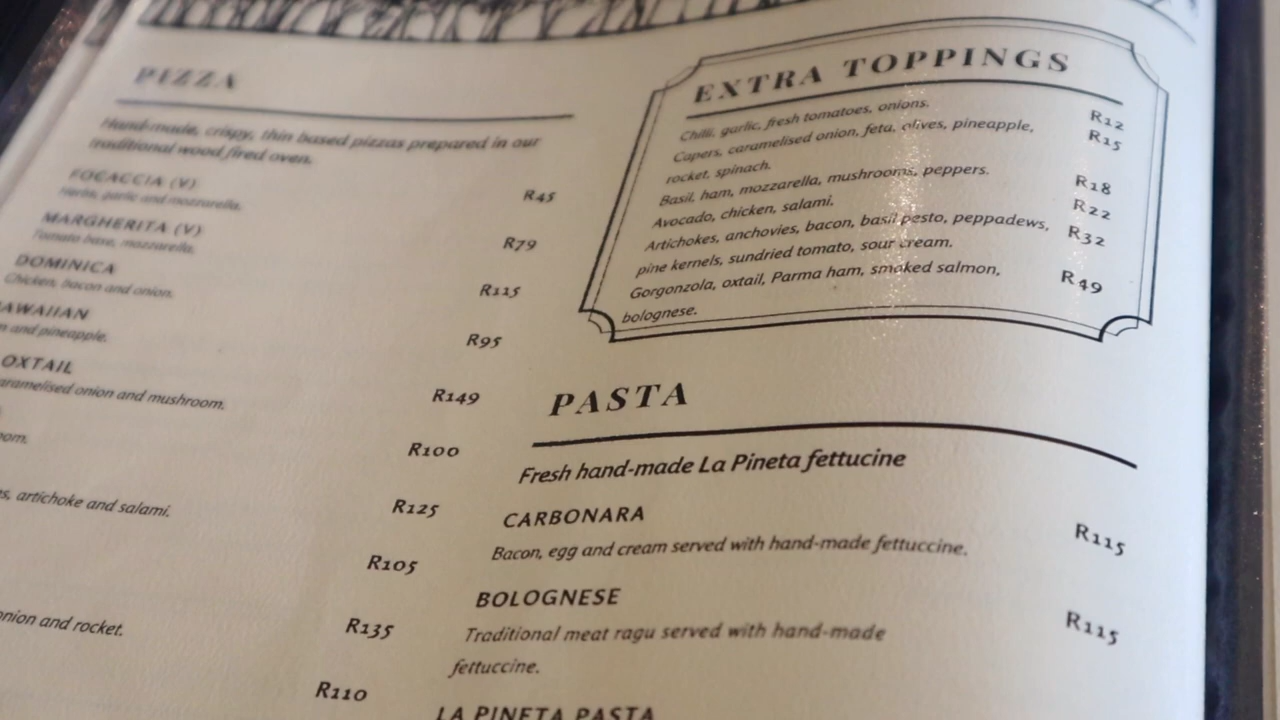 PIZZA
Hand-made, crispy, thin based pizzas prepared in our
traditional wood fired oven.
FOCACCIA (V)
Herbs, garlic and mozzarella.
R45
MARGHERITA (V)
Tomato base, mozzarella.
R79
DOMINICA
Chicken, bacon and onion.
R115
AWAIIAN
and pineapple.
R95
OXTAIL
aramelised onion and mushroom.
R149
R100
artichoke and salami.
R125
R105
onion and rocket.
R135
R110
EXTRA TOPPINGS
Chilli, garlic, fresh tomatoes, onions. R12
Capers, caramelised onion, feta, olives, pineapple, R15
rocket, spinach.
Basil, ham, mozzarella, mushrooms, peppers. R18
Avocado, chicken, salami. R22
Artichokes, anchovies, bacon, basil pesto, peppadews, R32
pine kernels, sundried tomato, sour cream.
Gorgonzola, oxtail, Parma ham, smoked salmon, R49
bolognese.
PASTA
Fresh hand-made La Pineta fettucine
CARBONARA
Bacon, egg and cream served with hand-made fettuccine. R115
BOLOGNESE
Traditional meat ragu served with hand-made R115
fettuccine.
LA PINETA PASTA